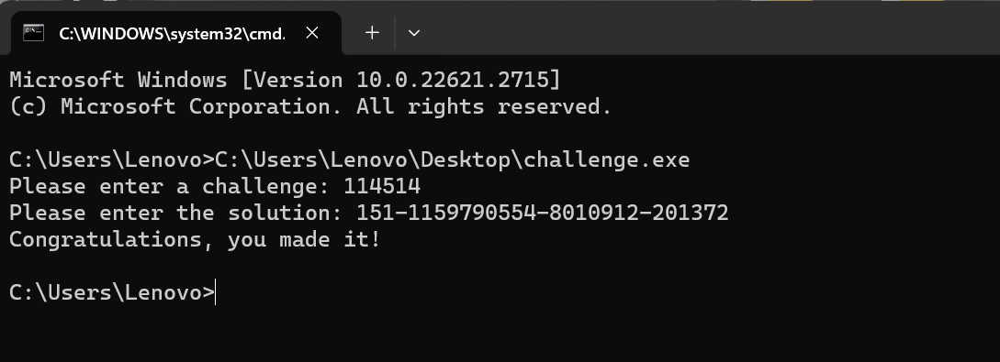 C:\WINDOWS\system32\cmd.
Microsoft Windows [Version 10.0.22621.2715]
(c) Microsoft Corporation. All rights reserved.
C:\Users\Lenovo>C:\Users\Lenovo\Desktop\challenge.exe
Please enter a challenge: 114514
Please enter the solution: 151-1159790554-8010912-201372
Congratulations, you made it!
C:\Users\Lenovo>